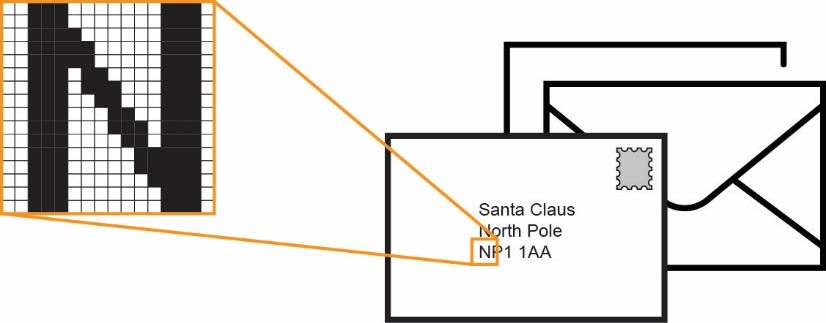 N
Santa Claus
North Pole
NP1 1AA